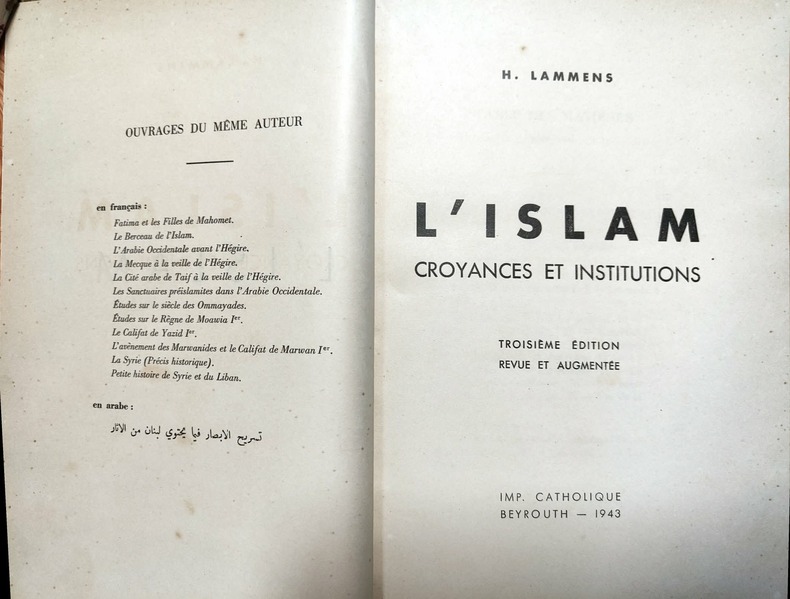 OUVRAGES DU MÊME AUTEUR
en français :
Fatima et les Filles de Mahomet.
Le Berceau de l'Islam.
L'Arabie Occidentale avant l'Hégire.
La Mecque à la veille de l'Hégire.
La Cité arabe de Taif à la veille de l'Hégire.
Les Sanctuaires préislamites dans l'Arabie Occidentale.
Études sur le siècle des Ommayades.
Études sur le Règne de Moawia Ier.
Le Califat de Yazid Ier.
L'avènement des Marwanides et le Califat de Marwan Ier.
La Syrie (Précis historique).
Petite histoire de Syrie et du Liban.
en arabe :
تسريح الابصار فيما يحتوي لبنان من الاثار
H. LAMMENS
L'ISLAM
CROYANCES ET INSTITUTIONS
TROISIÈME ÉDITION
REVUE ET AUGMENTÉE
IMP. CATHOLIQUE
BEYROUTH — 1943